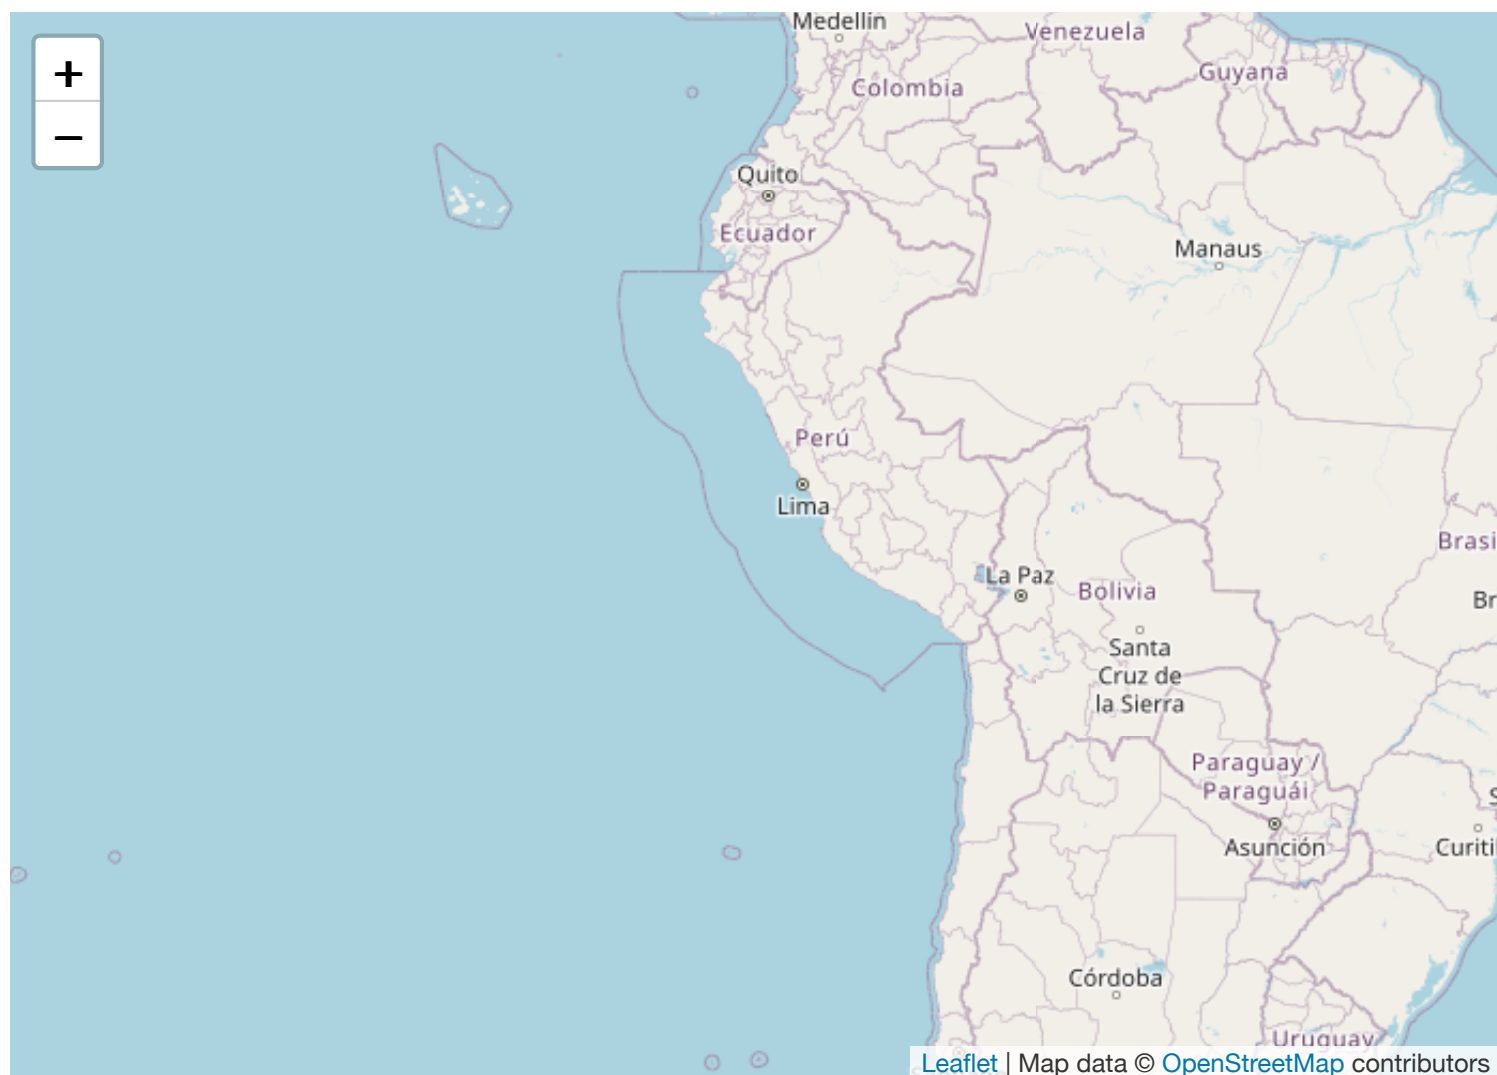 Medellín
Venezuela
+
Guyana
Colombia
−
Quito
Ecuador
Manaus
Perú
Lima
Brasi
La Paz
Bolivia
Br
Santa
Cruz de
la Sierra
Paraguay /
Paraguái
S
Asunción
Curiti
Córdoba
Uruguay
Leaflet | Map data © OpenStreetMap contributors